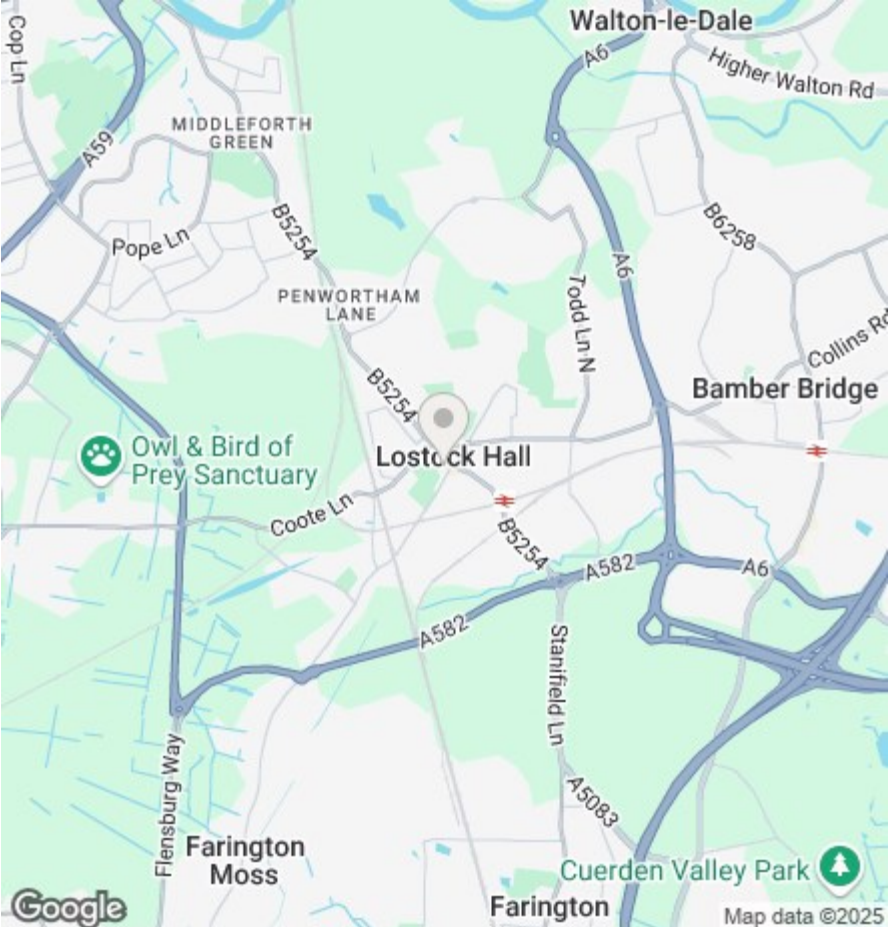 Walton-le-Dale
Cop Ln
A6
Higher Walton Rd
MIDDLEFORTH
GREEN
A59
B5254
B6258
Pope Ln
A6
PENWORTHAM
LANE
Todd Ln N
Collins Rd
B5254
Bamber Bridge
Owl & Bird of
Prey Sanctuary
Lostock Hall
Coote Ln
B5254
A582
A6
A582
Stanifield Ln
Flensburg Way
A5083
Farington
Moss
Cuerden Valley Park
Farington
Google
Map data ©2025